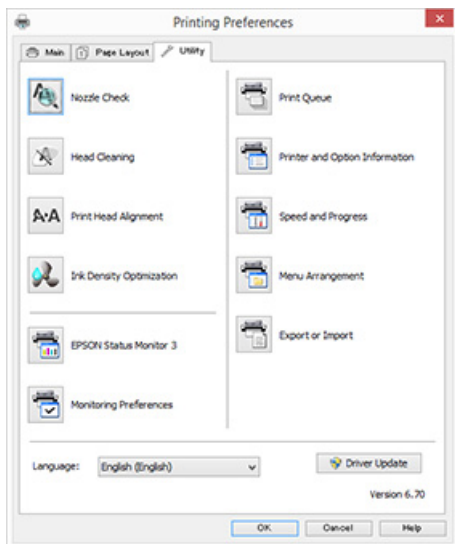 Printing Preferences
Main
Page Layout
Utility
Nozzle Check
Print Queue
Head Cleaning
Printer and Option Information
A·A
Print Head Alignment
Speed and Progress
Ink Density Optimization
Menu Arrangement
EPSON Status Monitor 3
Export or Import
Monitoring Preferences
Language:
English (English)
Driver Update
Version 6.70
OK
Cancel
Help